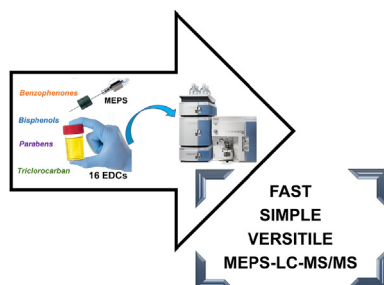 Benzophenones
MEPS
Bisphenols
Parabens
Triclorocarban
16 EDCs
FAST
SIMPLE
VERSITILE
MEPS-LC-MS/MS